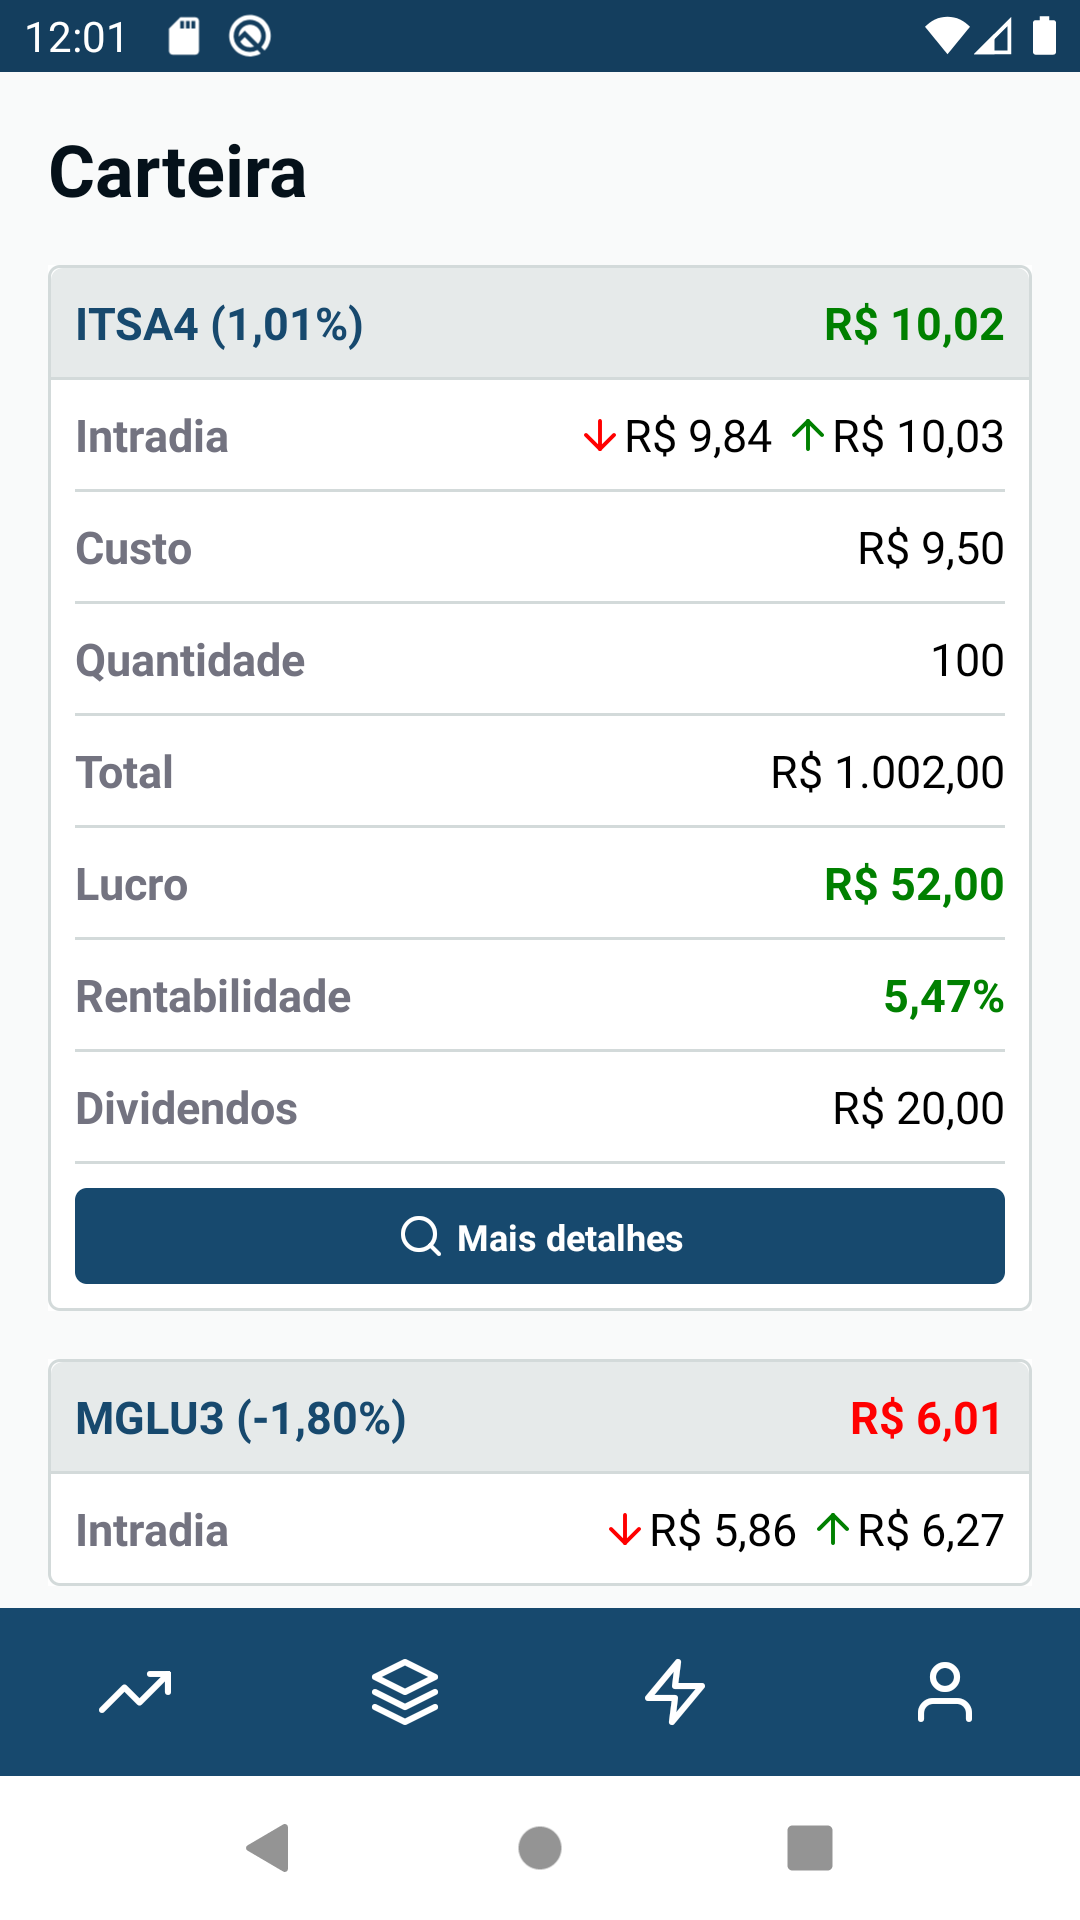 12:01
Carteira
ITSA4 (1,01%) R$ 10,02
Intradia R$ 9,84 R$ 10,03
Custo R$ 9,50
Quantidade 100
Total R$ 1.002,00
Lucro R$ 52,00
Rentabilidade 5,47%
Dividendos R$ 20,00
Mais detalhes
MGLU3 (-1,80%) R$ 6,01
Intradia R$ 5,86 R$ 6,27